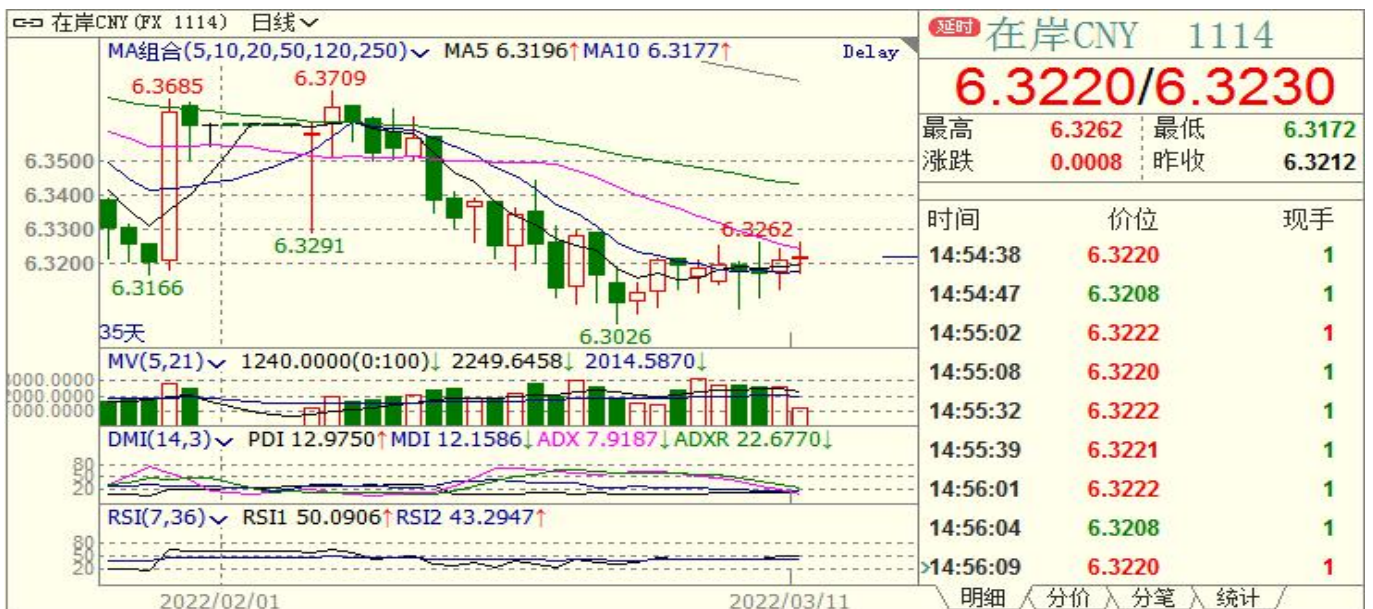 在岸CNY(FX 1114) 日线
MA组合(5,10,20,50,120,250) MA5 6.3196↑MA10 6.3177↑ Delay
6.3685
6.3709
6.3500
6.3400
6.3300
6.3200
6.3291
6.3262
6.3166
6.3026
35天
MV(5,21) 1240.0000(0:100)↓ 2249.6458↓ 2014.5870↓
2000.0000
DMI(14,3) PDI 12.9750↑MDI 12.1586↓ADX 7.9187↓ADXR 22.6770↓
80
50
20
RSI(7,36) RSI1 50.0906↑RSI2 43.2947↑
80
50
20
2022/02/01 2022/03/11
延时 在岸CNY 1114
6.3220/6.3230
最高 6.3262 最低 6.3172
涨跌 0.0008 昨收 6.3212
时间 价位 现手
14:54:38 6.3220 1
14:54:47 6.3208 1
14:55:02 6.3222 1
14:55:08 6.3220 1
14:55:32 6.3222 1
14:55:39 6.3221 1
14:56:01 6.3222 1
14:56:04 6.3208 1
>14:56:09 6.3220 1
明细 分价 分笔 统计